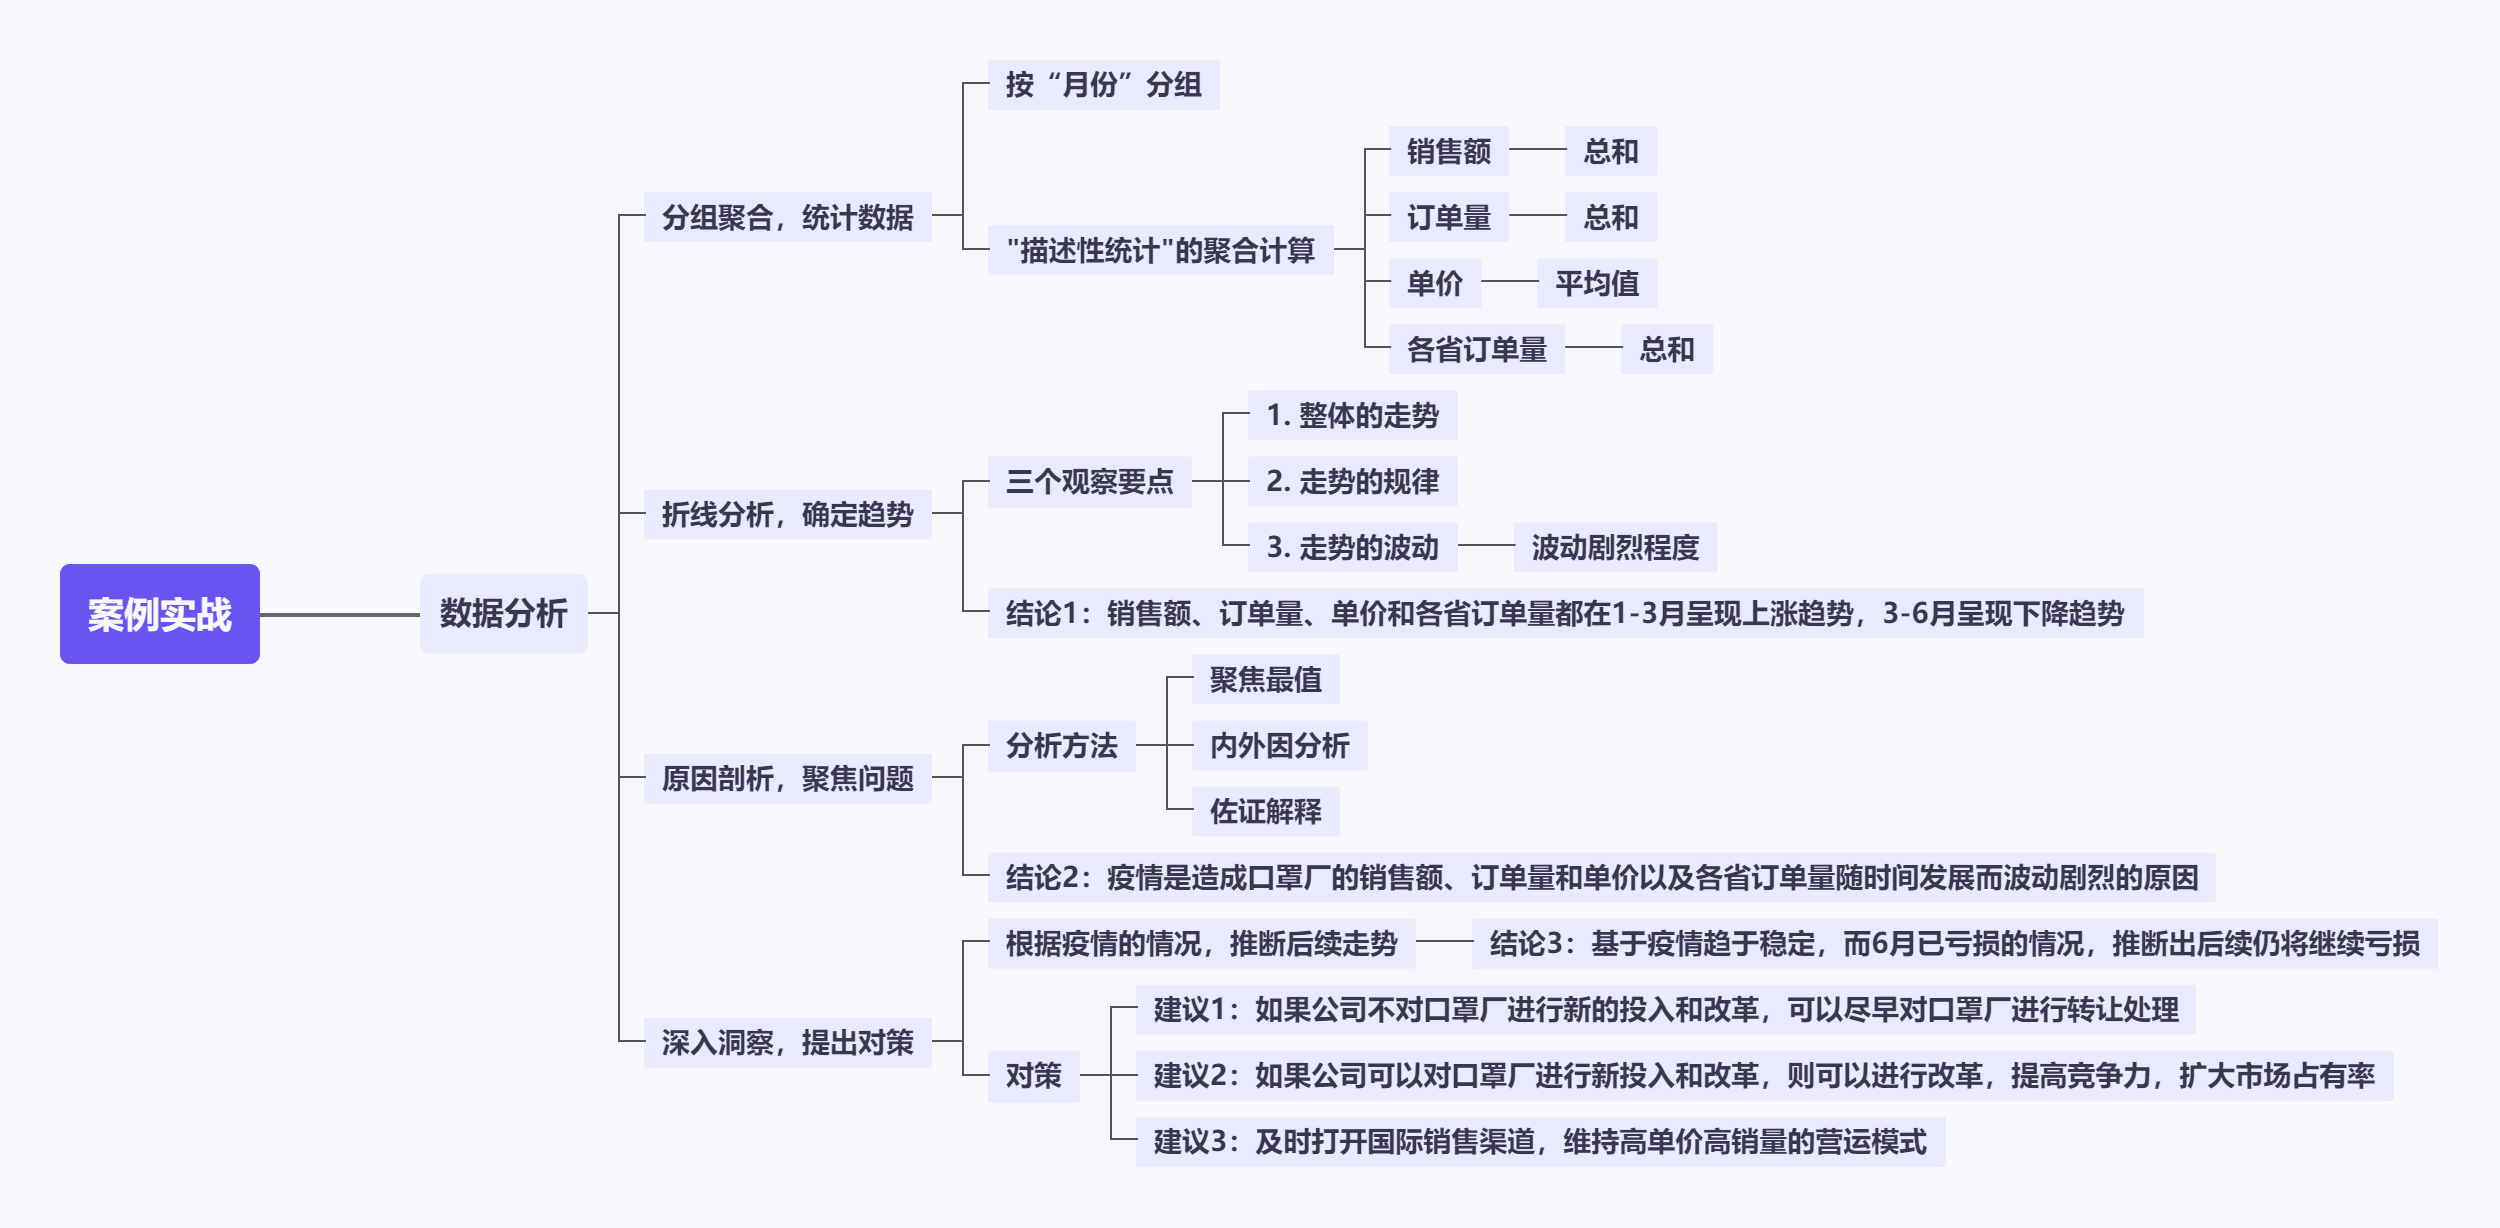 案例实战
数据分析
分组聚合，统计数据
按“月份”分组
"描述性统计"的聚合计算
销售额
总和
订单量
总和
单价
平均值
各省订单量
总和
折线分析，确定趋势
三个观察要点
1. 整体的走势
2. 走势的规律
3. 走势的波动
波动剧烈程度
结论1：销售额、订单量、单价和各省订单量都在1-3月呈现上涨趋势，3-6月呈现下降趋势
原因剖析，聚焦问题
分析方法
聚焦最值
内外因分析
佐证解释
结论2：疫情是造成口罩厂的销售额、订单量和单价以及各省订单量随时间发展而波动剧烈的原因
深入洞察，提出对策
根据疫情的情况，推断后续走势
结论3：基于疫情趋于稳定，而6月已亏损的情况，推断出后续仍将继续亏损
对策
建议1：如果公司不对口罩厂进行新的投入和改革，可以尽早对口罩厂进行转让处理
建议2：如果公司可以对口罩厂进行新投入和改革，则可以进行改革，提高竞争力，扩大市场占有率
建议3：及时打开国际销售渠道，维持高单价高销量的营运模式